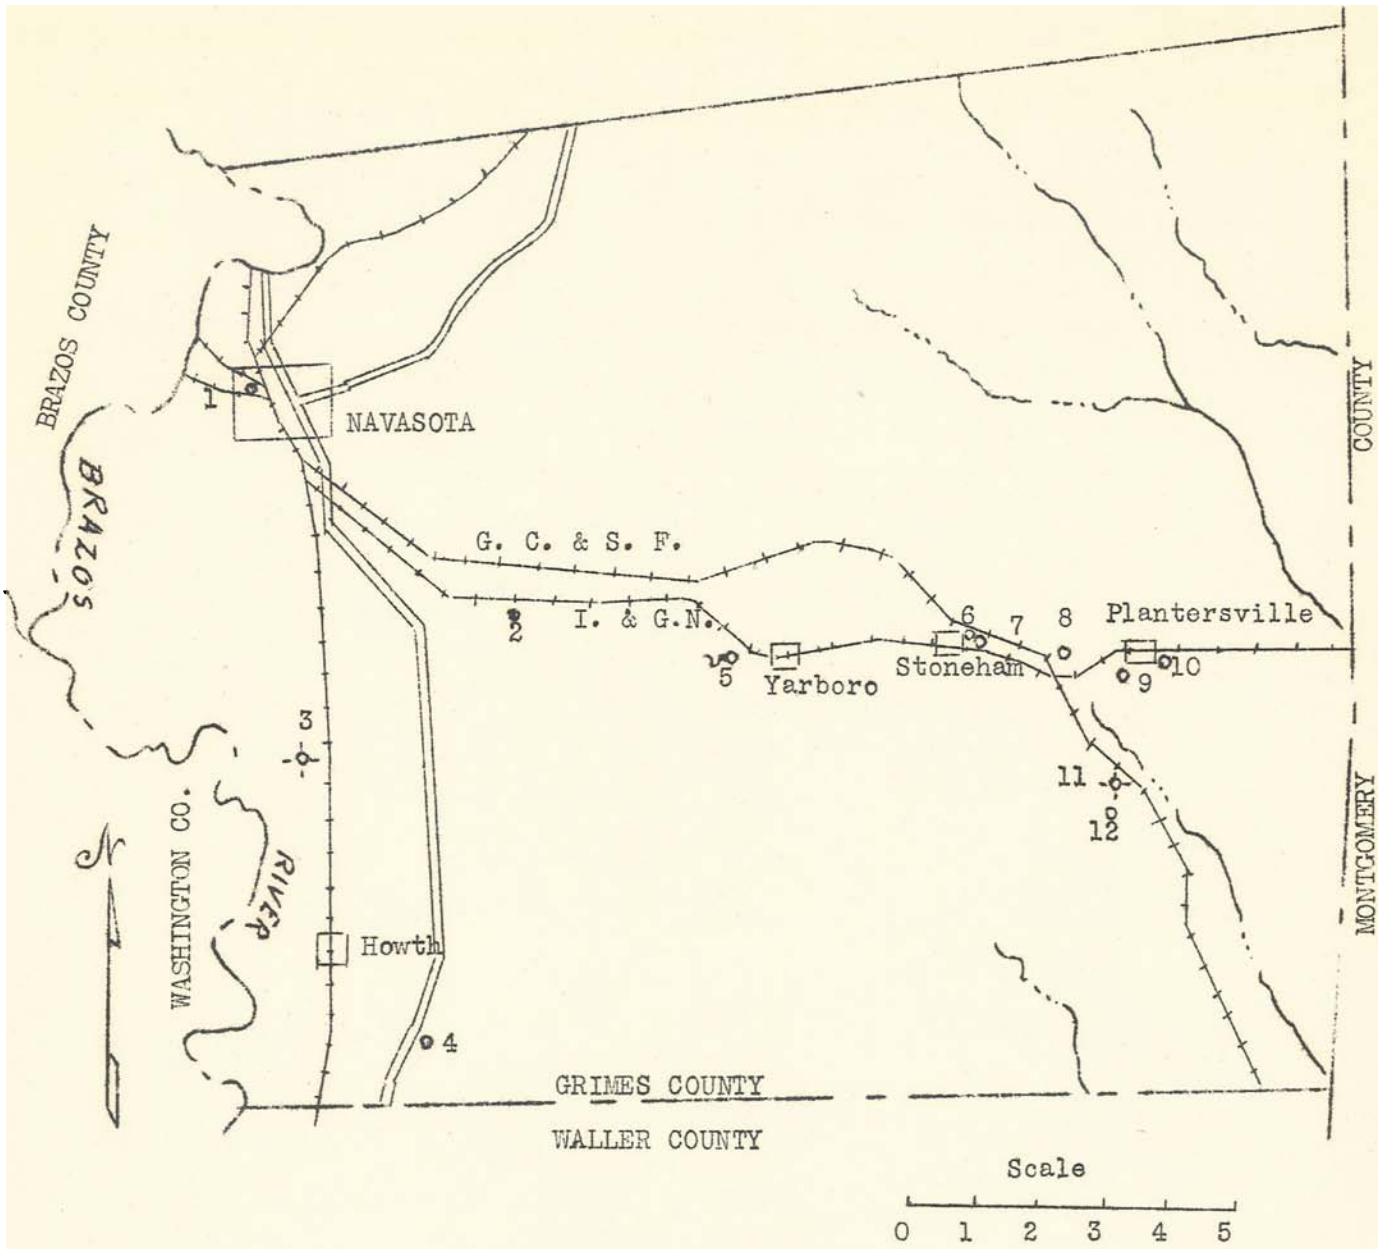 BRAZOS COUNTY
1
NAVASOTA
COUNTY
BRAZOS
G. C. & S. F.
2
I. & G.N.
6
7
8
Plantersville
5
Yarboro
Stoneham
9
10
3
11
12
WASHINGTON CO.
RIVER
MONTGOMERY
Howth
4
GRIMES COUNTY
WALLER COUNTY
Scale
0 1 2 3 4 5